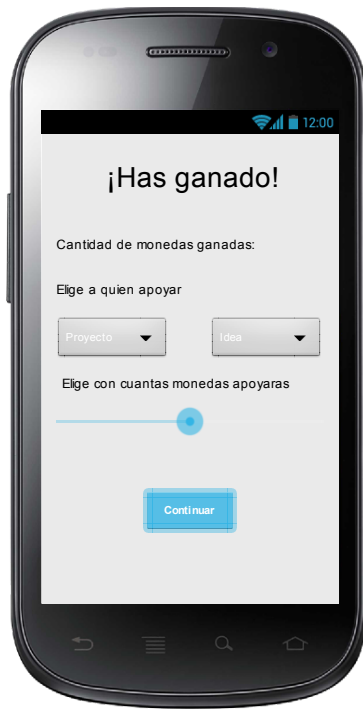 12:00
¡Has ganado!
Cantidad de monedas ganadas:
Elige a quien apoyar
Proyecto
Idea
Elige con cuantas monedas apoyaras
Continuar